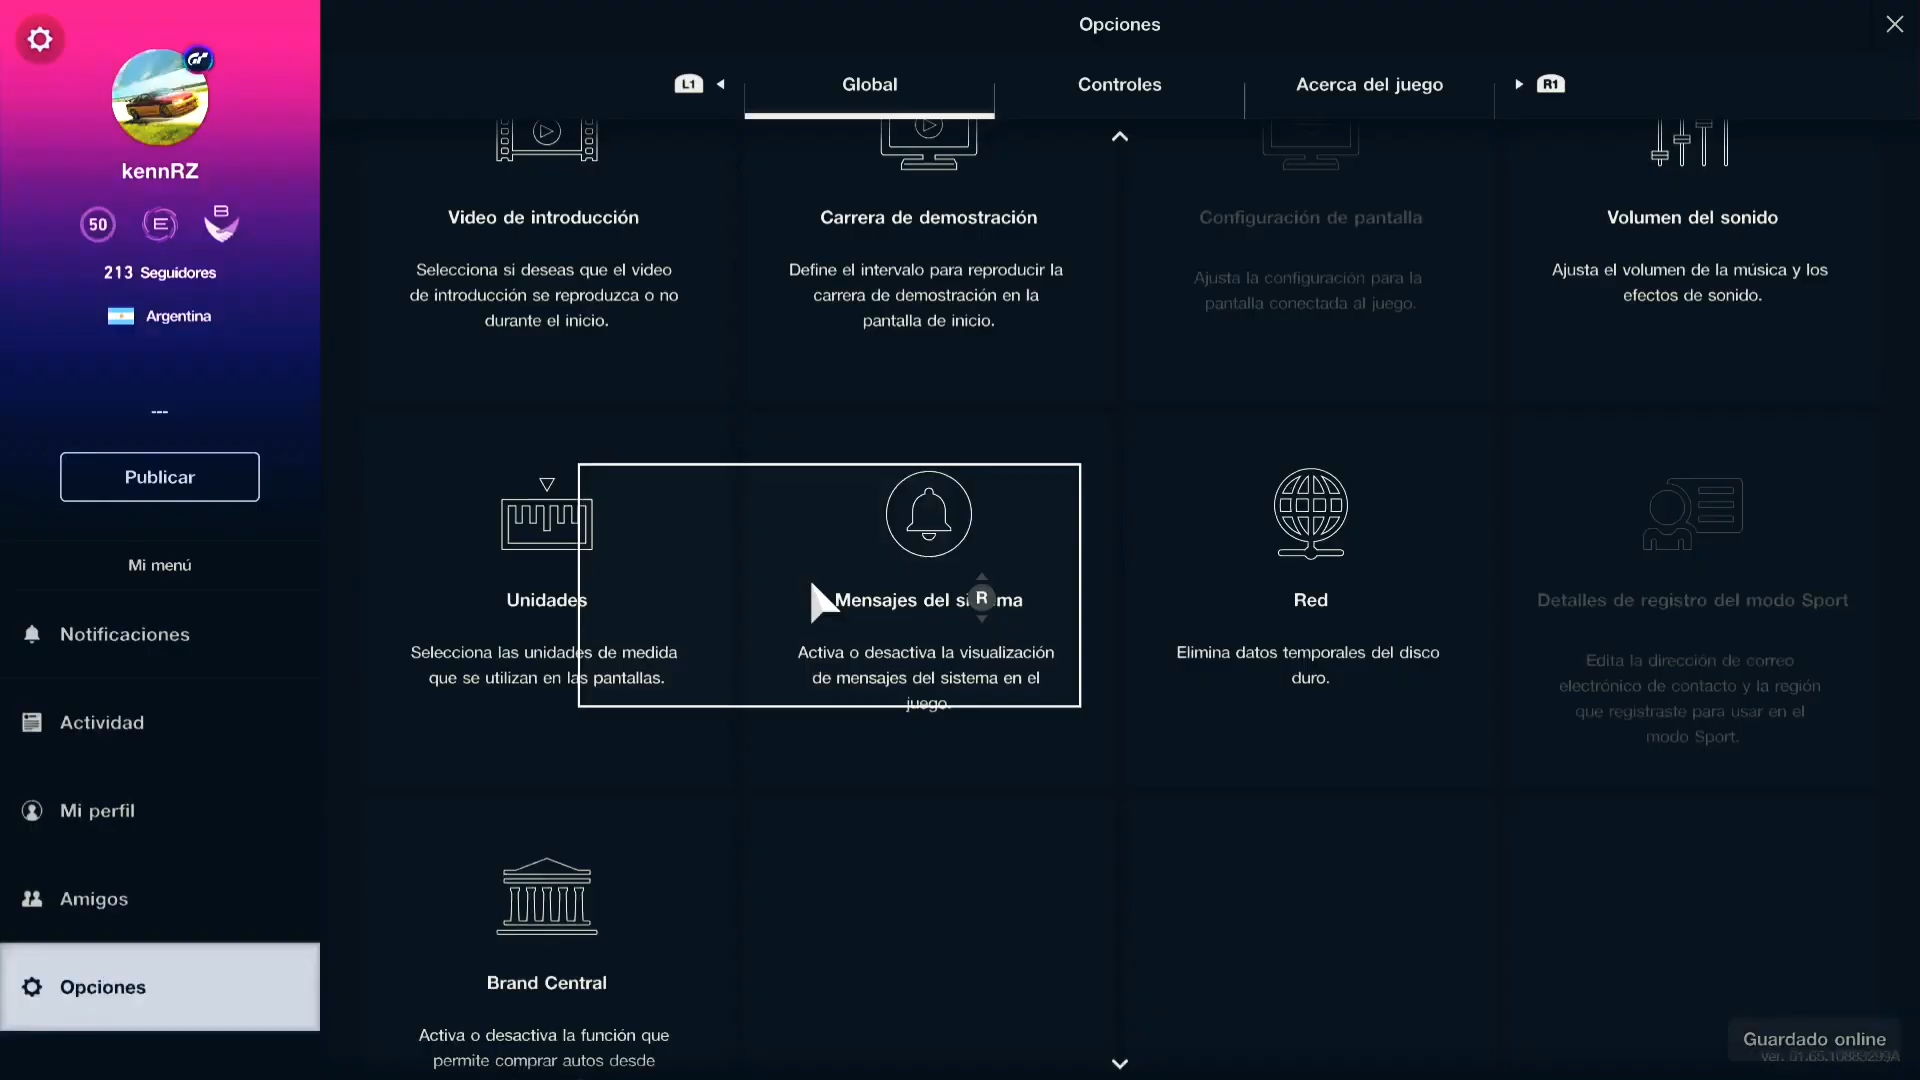 Opciones
L1
Global
Controles
Acerca del juego
R1
GT
kennRZ
50
E
B
213 Seguidores
Argentina
---
Publicar
Mi menú
Notificaciones
Actividad
Mi perfil
Amigos
Opciones
Video de introducción
Selecciona si deseas que el video
de introducción se reproduzca o no
durante el inicio.
Carrera de demostración
Define el intervalo para reproducir la
carrera de demostración en la
pantalla de inicio.
Configuración de pantalla
Ajusta la configuración para la
pantalla conectada al juego.
Volumen del sonido
Ajusta el volumen de la música y los
efectos de sonido.
Unidades
Selecciona las unidades de medida
que se utilizan en las pantallas.
Mensajes del sistema
R
Activa o desactiva la visualización
de mensajes del sistema en el
juego.
Red
Elimina datos temporales del disco
duro.
Detalles de registro del modo Sport
Edita la dirección de correo
electrónico de contacto y la región
que registraste para usar en el
modo Sport.
Brand Central
Activa o desactiva la función que
permite comprar autos desde
Guardado online
ver.